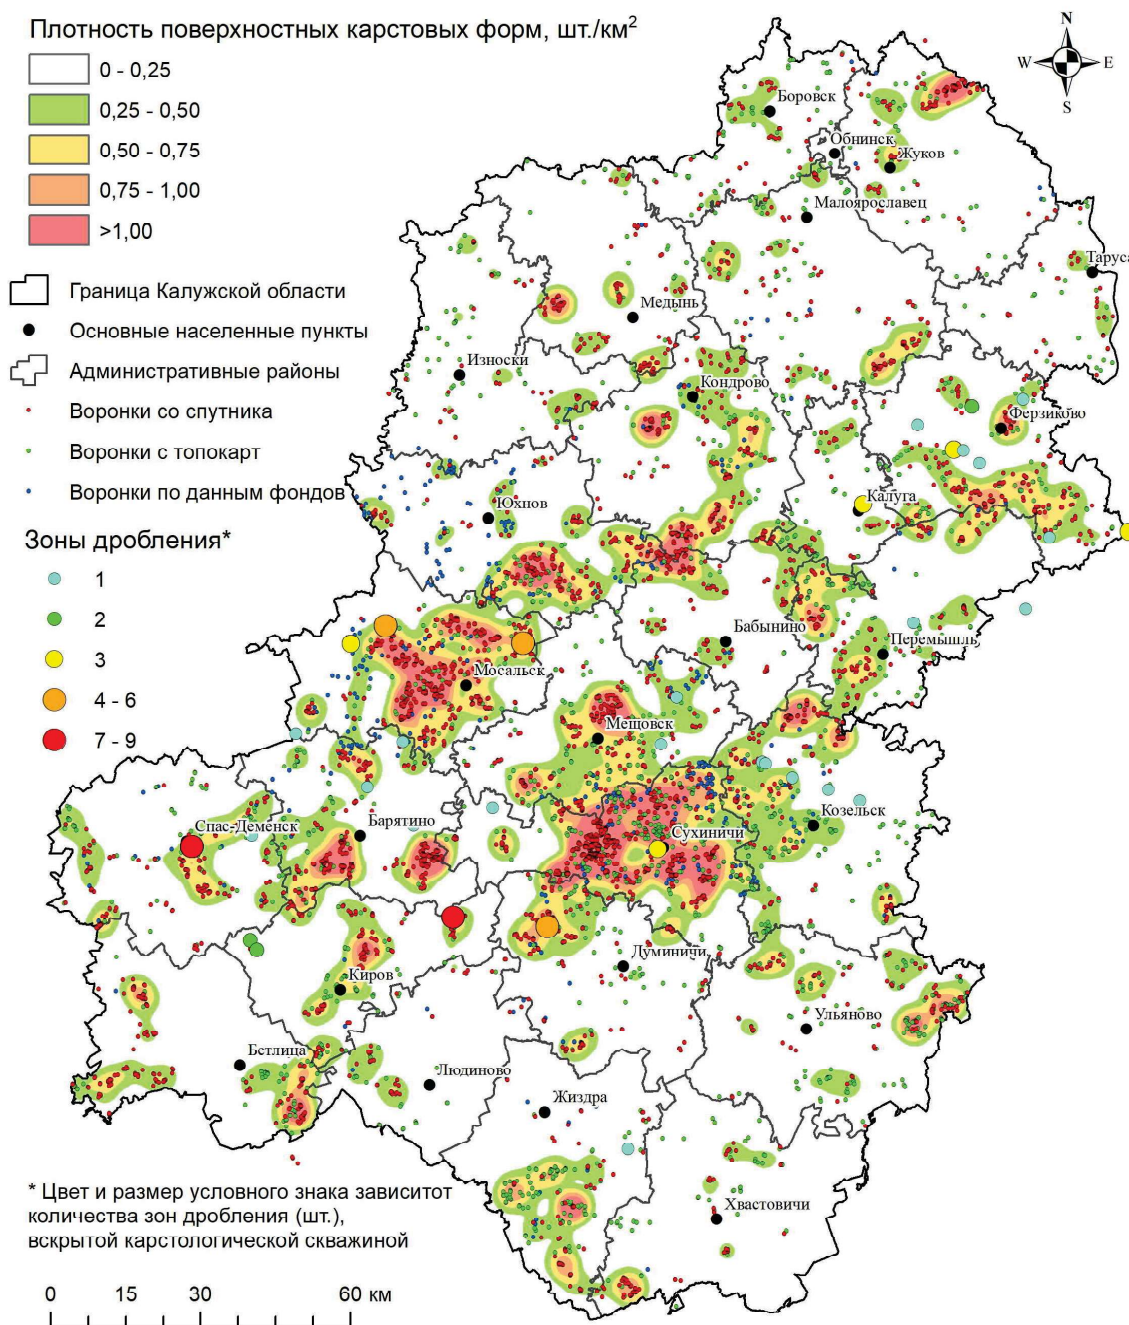 Плотность поверхностных карстовых форм, шт./км²
0 - 0,25
0,25 - 0,50
0,50 - 0,75
0,75 - 1,00
>1,00
Граница Калужской области
Основные населенные пункты
Административные районы
Воронки со спутника
Воронки с топокарт
Воронки по данным фондов
Зоны дробления*
1
2
3
4 - 6
7 - 9
N
W
E
S
Боровск
Обнинск
Жуков
Малоярославец
Таруса
Медынь
Износки
Кондрово
Ферзиково
Юхнов
Калуга
Бабынино
Перемышль
Мосальск
Мещовск
Козельск
Спас-Деменск
Барятино
Сухиничи
Думиничи
Киров
Ульяново
Бетлица
Людиново
Жиздра
Хвастовичи
* Цвет и размер условного знака зависитот
количества зон дробления (шт.),
вскрытой карстологической скважиной
0 15 30 60 км